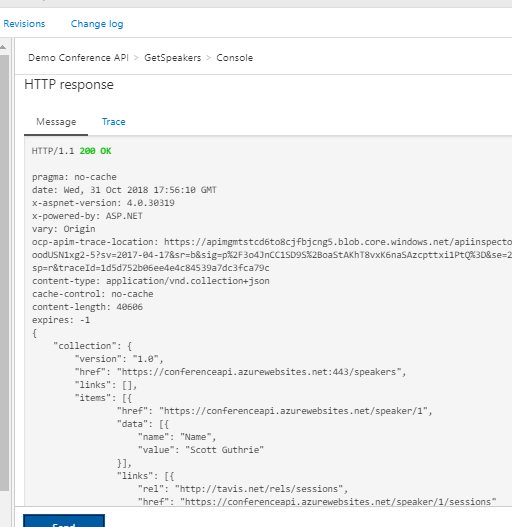 Revisions Change log
Demo Conference API > GetSpeakers > Console
HTTP response
Message Trace
HTTP/1.1 200 OK
pragma: no-cache
date: Wed, 31 Oct 2018 17:56:10 GMT
x-aspnet-version: 4.0.30319
x-powered-by: ASP.NET
vary: Origin
ocp-apim-trace-location: https://apimgmtstcd6to8cjfbjcng5.blob.core.windows.net/apiinspecto
oodUSN1xg2-5?sv=2017-04-17&sr=b&sig=p%2F3o4JnCC1SD9S%2BoaStAKhT8vxK6naSAzcpttxi1PtQ%3D&se=2
sp=r&traceId=1d5d752b06ee4e4c84539a7dc3fca79c
content-type: application/vnd.collection+json
cache-control: no-cache
content-length: 40606
expires: -1
{
"collection": {
"version": "1.0",
"href": "https://conferenceapi.azurewebsites.net:443/speakers",
"links": [],
"items": [{
"href": "https://conferenceapi.azurewebsites.net/speaker/1",
"data": [{
"name": "Name",
"value": "Scott Guthrie"
}],
"links": [{
"rel": "http://tavis.net/rels/sessions",
"href": "https://conferenceapi.azurewebsites.net/speaker/1/sessions"
Send